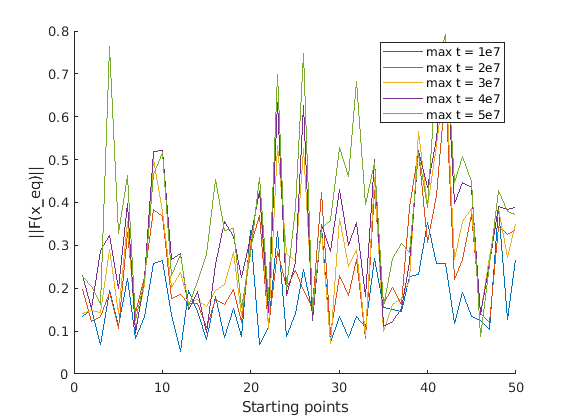 0.8
0.7
0.6
0.5
0.4
0.3
0.2
0.1
0
||F(x_eq)||
max t = 1e7
max t = 2e7
max t = 3e7
max t = 4e7
max t = 5e7
0 10 20 30 40 50
Starting points